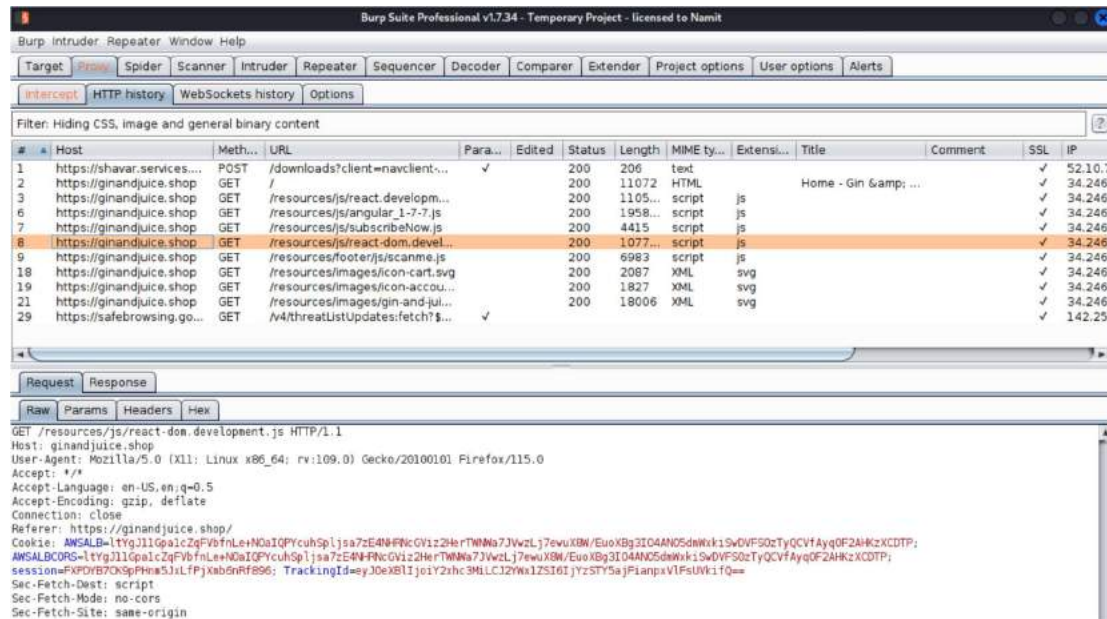 Burp Suite Professional v1.7.34 - Temporary Project - licensed to Namit
Burp Intruder Repeater Window Help
Target Proxy Spider Scanner Intruder Repeater Sequencer Decoder Comparer Extender Project options User options Alerts
Intercept HTTP history WebSockets history Options
Filter: Hiding CSS, image and general binary content ?
# Host Meth... URL Para... Edited Status Length MIME ty... Extensi... Title Comment SSL IP
1 https://shavar.services.... POST /downloads?client=navclient-... ✓ 200 206 text ✓ 52.10.
2 https://ginandjuice.shop GET / 200 11072 HTML Home - Gin &amp; ... ✓ 34.246
3 https://ginandjuice.shop GET /resources/js/react.developm... 200 1105... script js ✓ 34.246
6 https://ginandjuice.shop GET /resources/js/angular_1-7-7.js 200 1958... script js ✓ 34.246
7 https://ginandjuice.shop GET /resources/js/subscribeNow.js 200 4415 script js ✓ 34.246
8 https://ginandjuice.shop GET /resources/js/react-dom.devel... 200 1077... script js ✓ 34.246
9 https://ginandjuice.shop GET /resources/footer/js/scanme.js 200 6983 script js ✓ 34.246
18 https://ginandjuice.shop GET /resources/images/icon-cart.svg 200 2087 XML svg ✓ 34.246
19 https://ginandjuice.shop GET /resources/images/icon-accou... 200 1827 XML svg ✓ 34.246
21 https://ginandjuice.shop GET /resources/images/gin-and-jui... 200 18006 XML svg ✓ 34.246
29 https://safebrowsing.go... GET /v4/threatListUpdates:fetch?$... ✓ ✓ 142.25
Request Response
Raw Params Headers Hex
GET /resources/js/react-dom.development.js HTTP/1.1
Host: ginandjuice.shop
User-Agent: Mozilla/5.0 (X11; Linux x86_64; rv:109.0) Gecko/20100101 Firefox/115.0
Accept: */*
Accept-Language: en-US,en;q=0.5
Accept-Encoding: gzip, deflate
Connection: close
Referer: https://ginandjuice.shop/
Cookie:
Sec-Fetch-Dest: script
Sec-Fetch-Mode: no-cors
Sec-Fetch-Site: same-origin